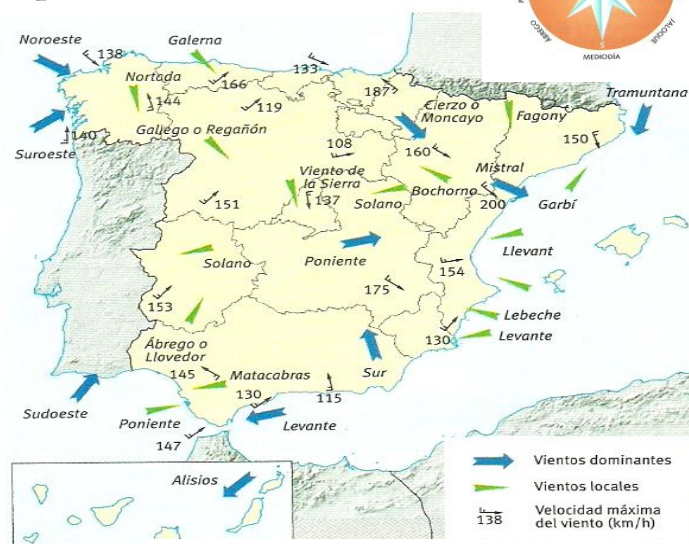 ÁBREGO
S
MEDIODÍA
JALOQUE
Noroeste
138
Galerna
133
Nortada
166
187
Tramuntana
144
119
Cierzo o
Moncayo
Fagony
140
Gallego o Regañón
150
Suroeste
108
160
Mistral
Viento de
la Sierra
137
Solano
Bochorno
200
Garbí
151
Llevant
Solano
Poniente
154
175
153
Lebeche
Levante
130
Ábrego o
Llovedor
145
Matacabras
Sur
130
115
Sudoeste
Poniente
Levante
147
Alisios
Vientos dominantes
Vientos locales
138
Velocidad máxima
del viento (km/h)